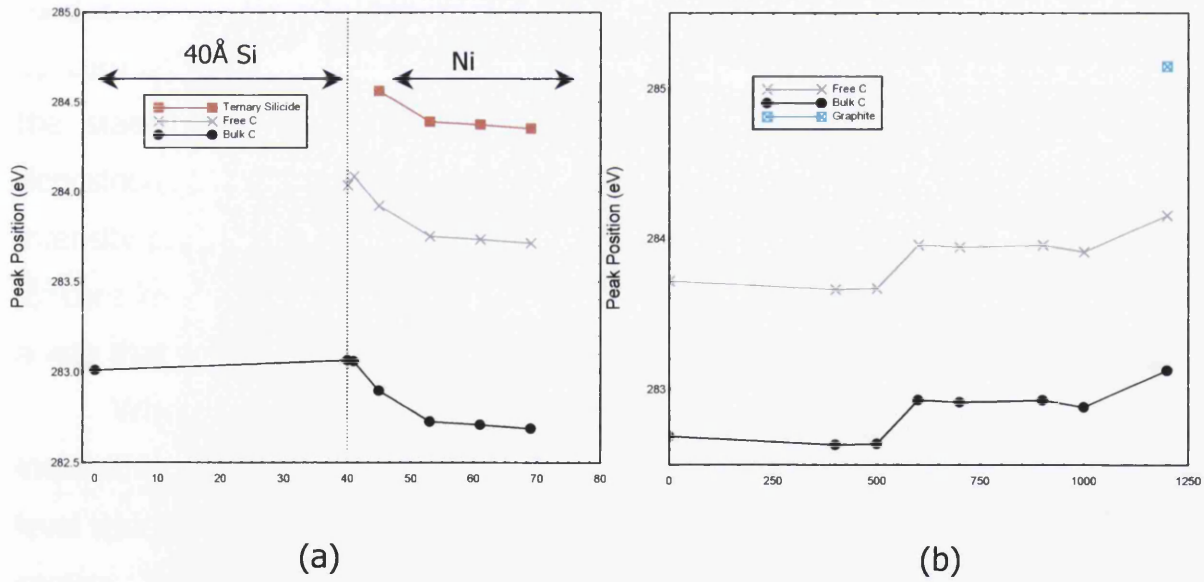 285.0
284.5
284.0
283.5
283.0
282.5
Peak Position (eV)
40Å Si
Ni
Ternary Silicide
Free C
Bulk C
0 10 20 30 40 50 60 70 80
(a)
285
284
283
Peak Position (eV)
Free C
Bulk C
Graphite
0 250 500 750 1000 1250
(b)